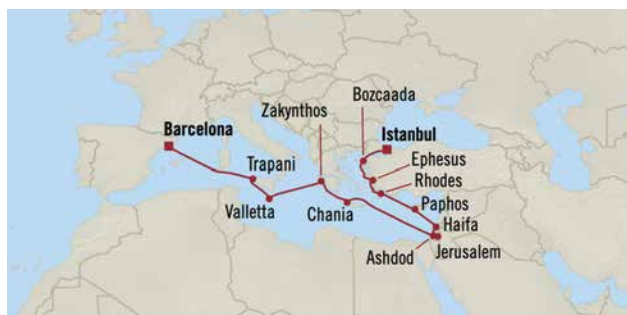 Bozcaada
Zakynthos
Barcelona
Istanbul
Trapani
Ephesus
Rhodes
Valletta
Chania
Paphos
Haifa
Ashdod
Jerusalem